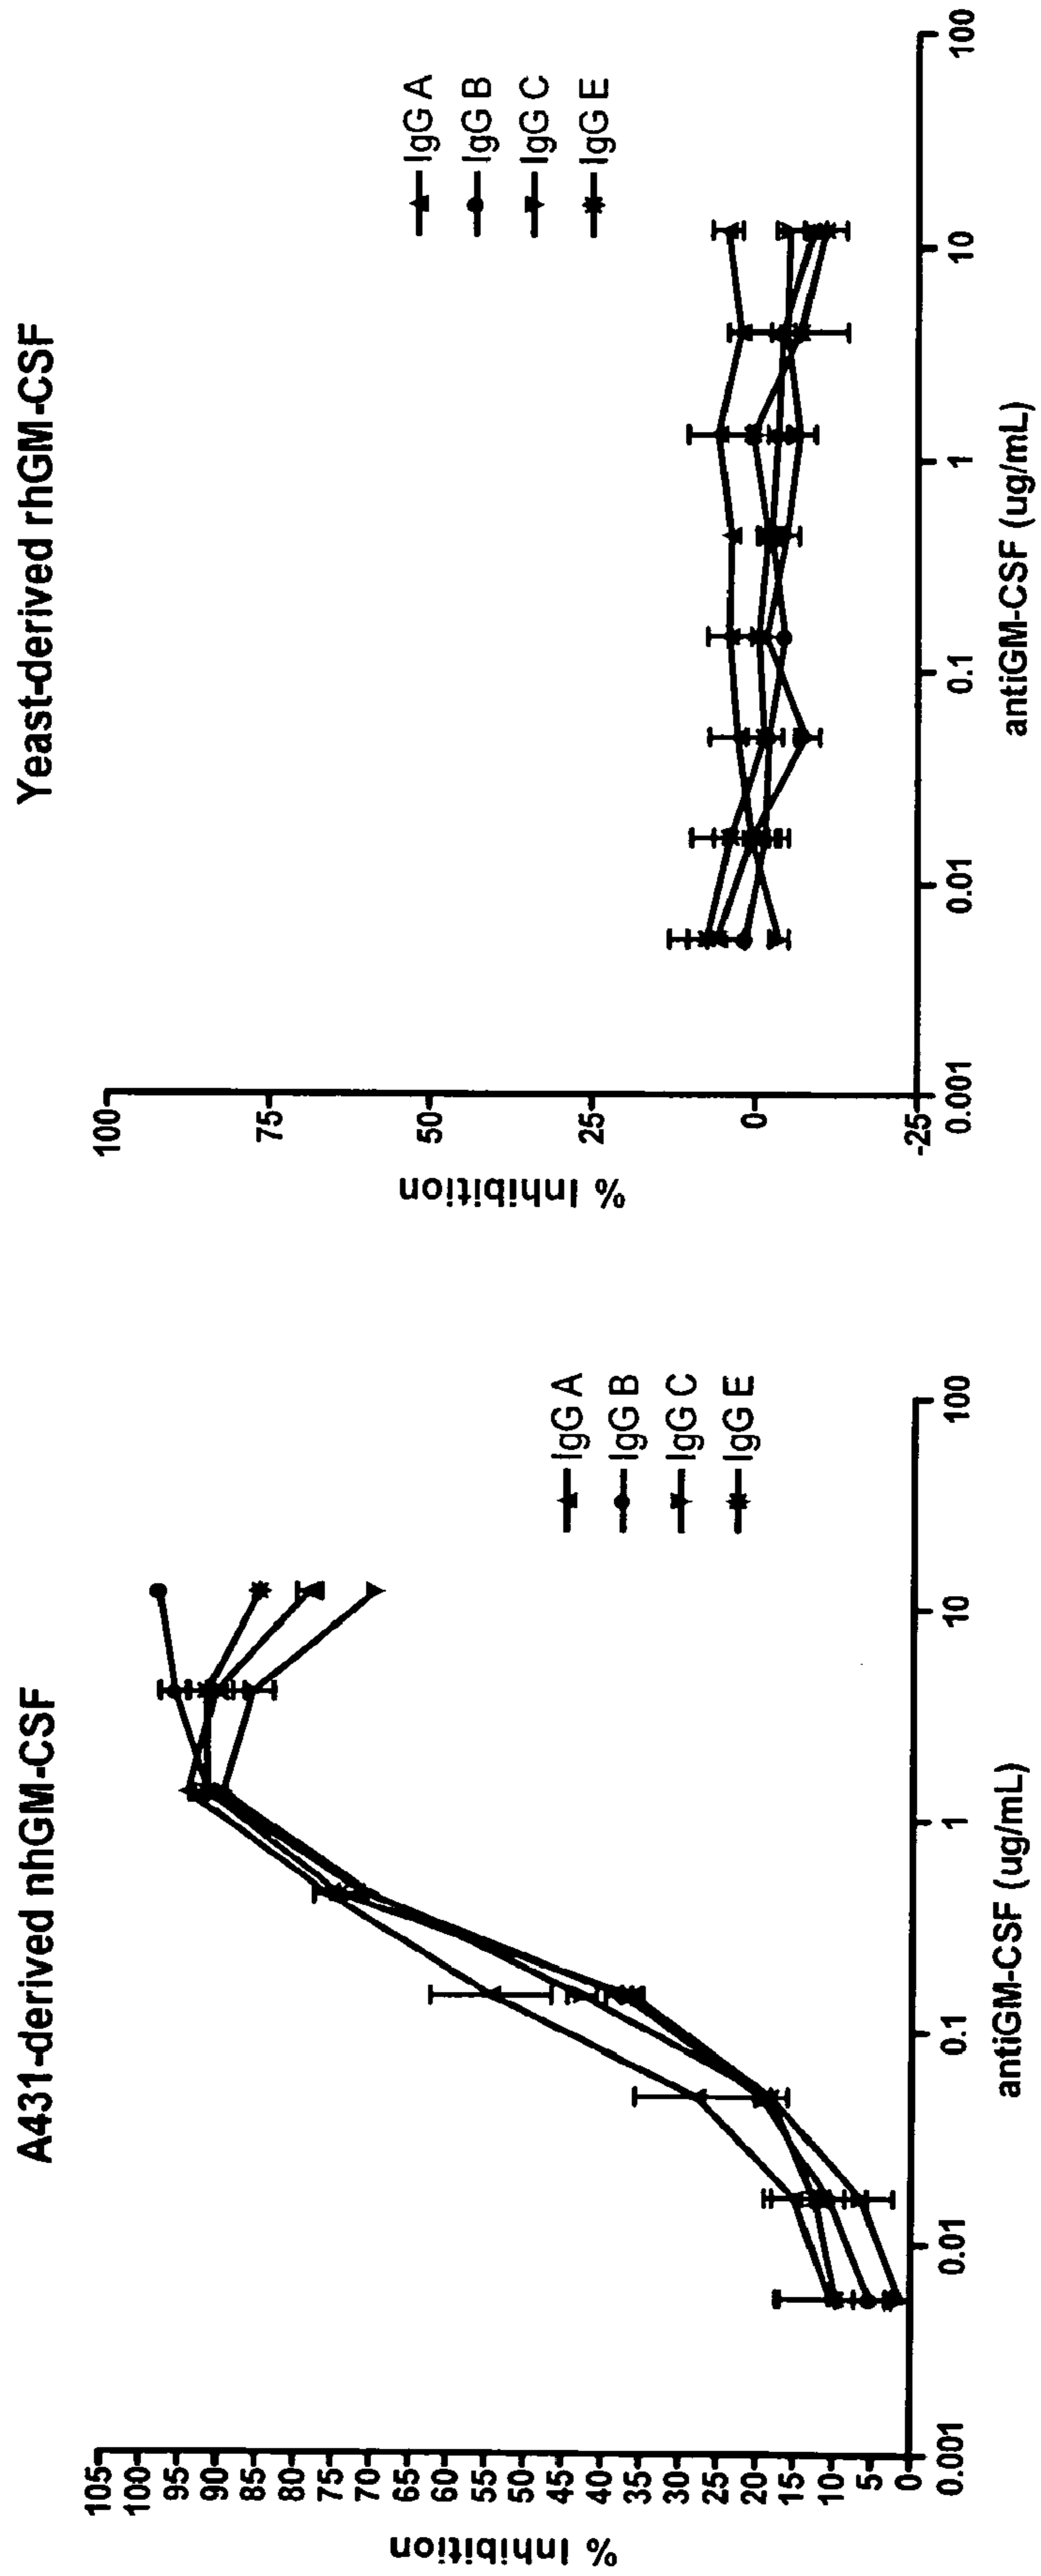 A431-derived nhGM-CSF
% Inhibition
105
100
95
90
85
80
75
70
65
60
55
50
45
40
35
30
25
20
15
10
5
0
0.001
0.01
0.1
1
10
100
antiGM-CSF (ug/mL)
IgG A
IgG B
IgG C
IgG E
Yeast-derived rhGM-CSF
% Inhibition
100
75
50
25
0
-25
0.001
0.01
0.1
1
10
100
antiGM-CSF (ug/mL)
IgG A
IgG B
IgG C
IgG E